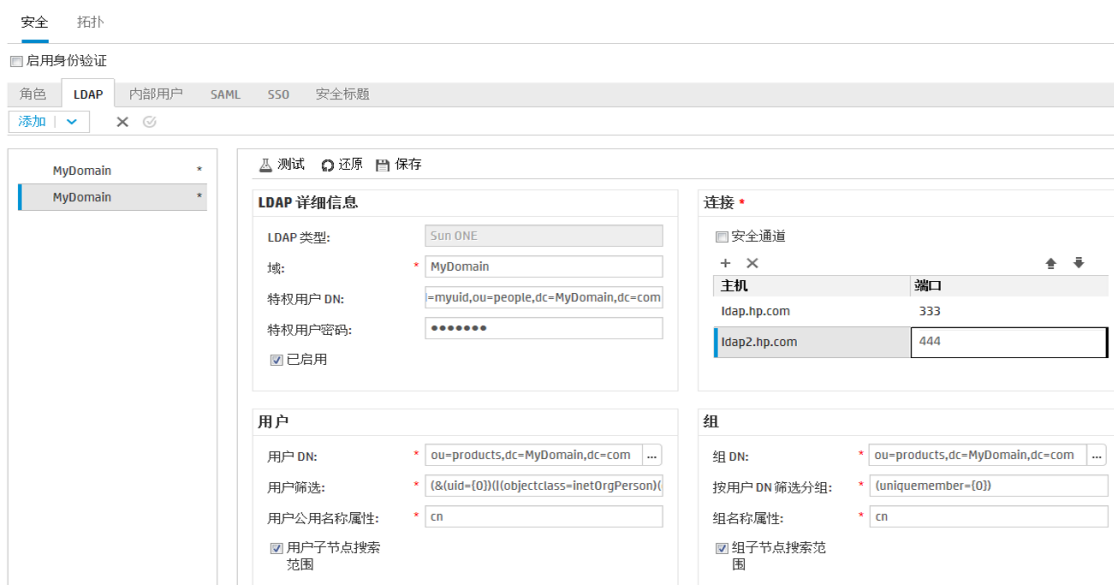 安全 拓扑
启用身份验证
角色 LDAP 内部用户 SAML SSO 安全标题
添加
MyDomain *
MyDomain *
测试 还原 保存
LDAP 详细信息
LDAP 类型: Sun ONE
域: * MyDomain
特权用户 DN: =myuid,ou=people,dc=MyDomain,dc=com
特权用户密码: •••••••
已启用
连接 *
安全通道
主机 端口
ldap.hp.com 333
ldap2.hp.com 444
用户
用户 DN: * ou=products,dc=MyDomain,dc=com ...
用户筛选: * (&(uid={0})(|(objectclass=inetOrgPerson)(
用户公用名称属性: * cn
用户子节点搜索
范围
组
组 DN: * ou=products,dc=MyDomain,dc=com ...
按用户 DN 筛选分组: * (uniquemember={0})
组名称属性: * cn
组子节点搜索范
围